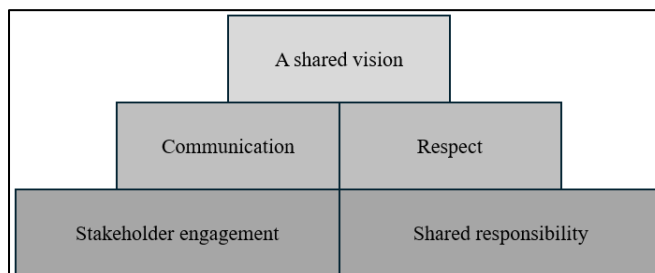 A shared vision
Communication
Respect
Stakeholder engagement
Shared responsibility